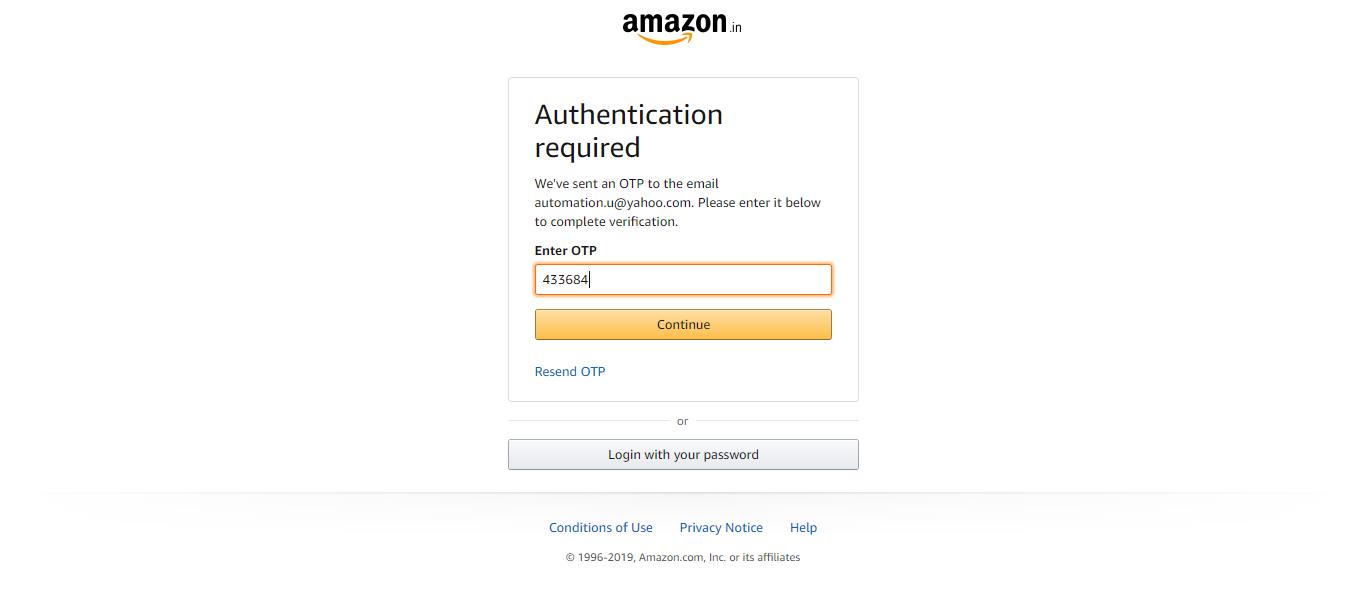 amazon.in
Authentication
required
We've sent an OTP to the email
automation.u@yahoo.com. Please enter it below
to complete verification.
Enter OTP
433684
Continue
Resend OTP
or
Login with your password
Conditions of Use Privacy Notice Help
© 1996-2019, Amazon.com, Inc. or its affiliates